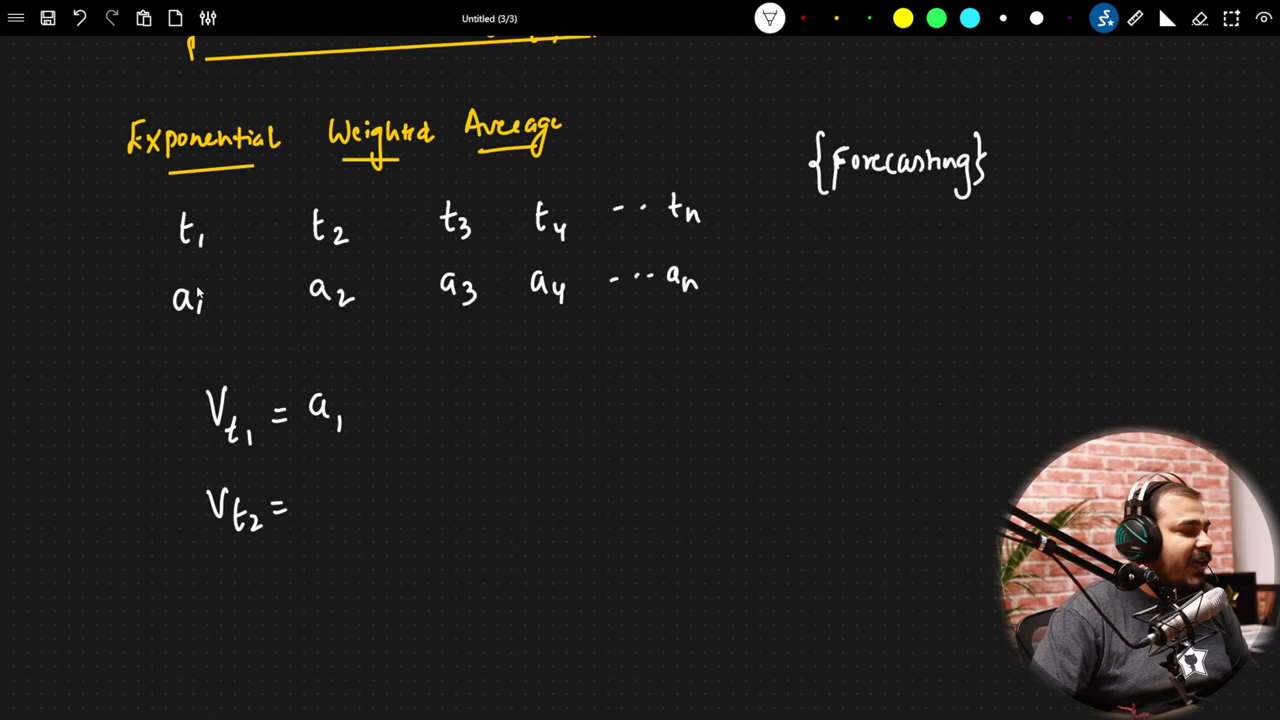 Untitled (3/3)
Exponential Weighted Average
{Forecasting}
t1 t2 t3 t4 -·· tn
a1 a2 a3 a4 -··· an
Vt1 = a1
Vt2 =